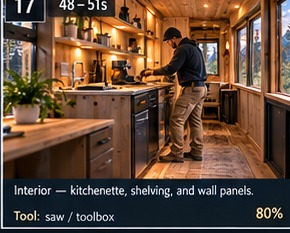 17
48 – 51s
Interior — kitchenette, shelving, and wall panels.
Tool: saw / toolbox
80%